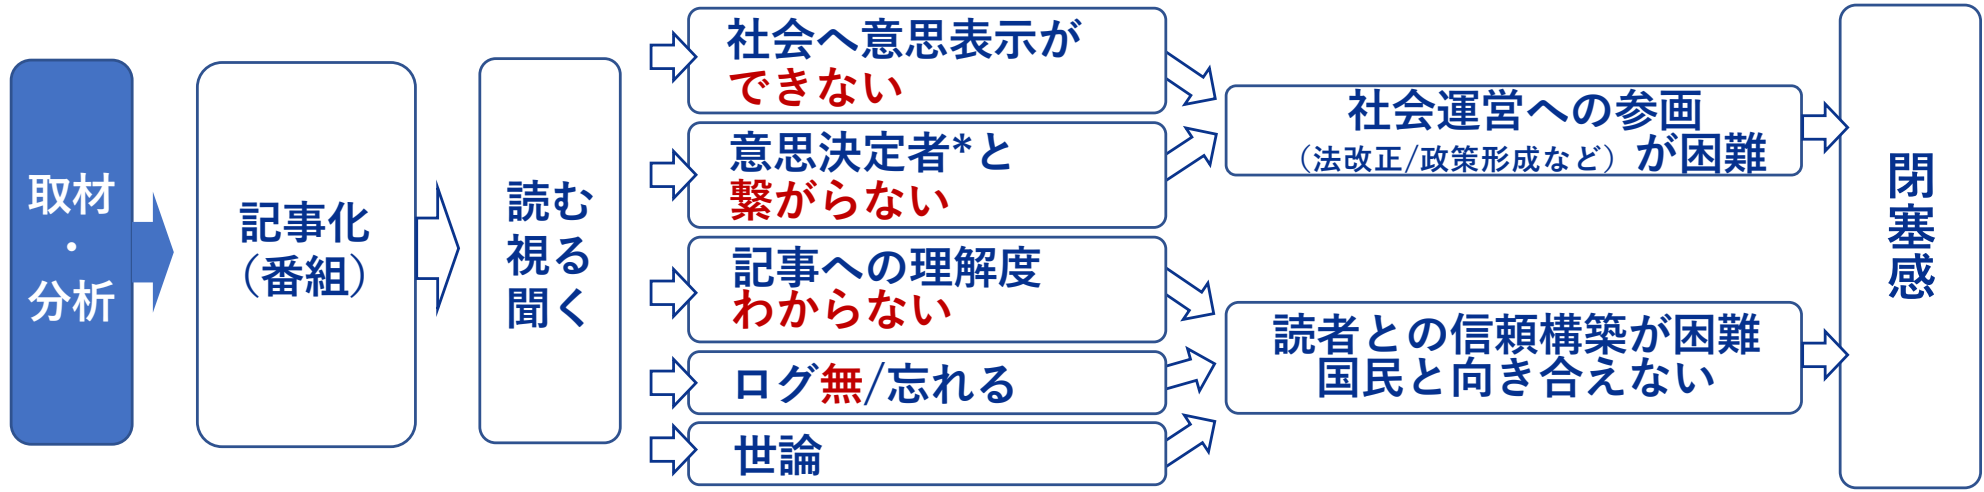 取材
・
分析
記事化
（番組）
読む
視る
聞く
社会へ意思表示が
できない
意思決定者*と
繋がらない
記事への理解度
わからない
ログ無/忘れる
世論
社会運営への参画
（法改正/政策形成など）が困難
読者との信頼構築が困難
国民と向き合えない
閉塞感